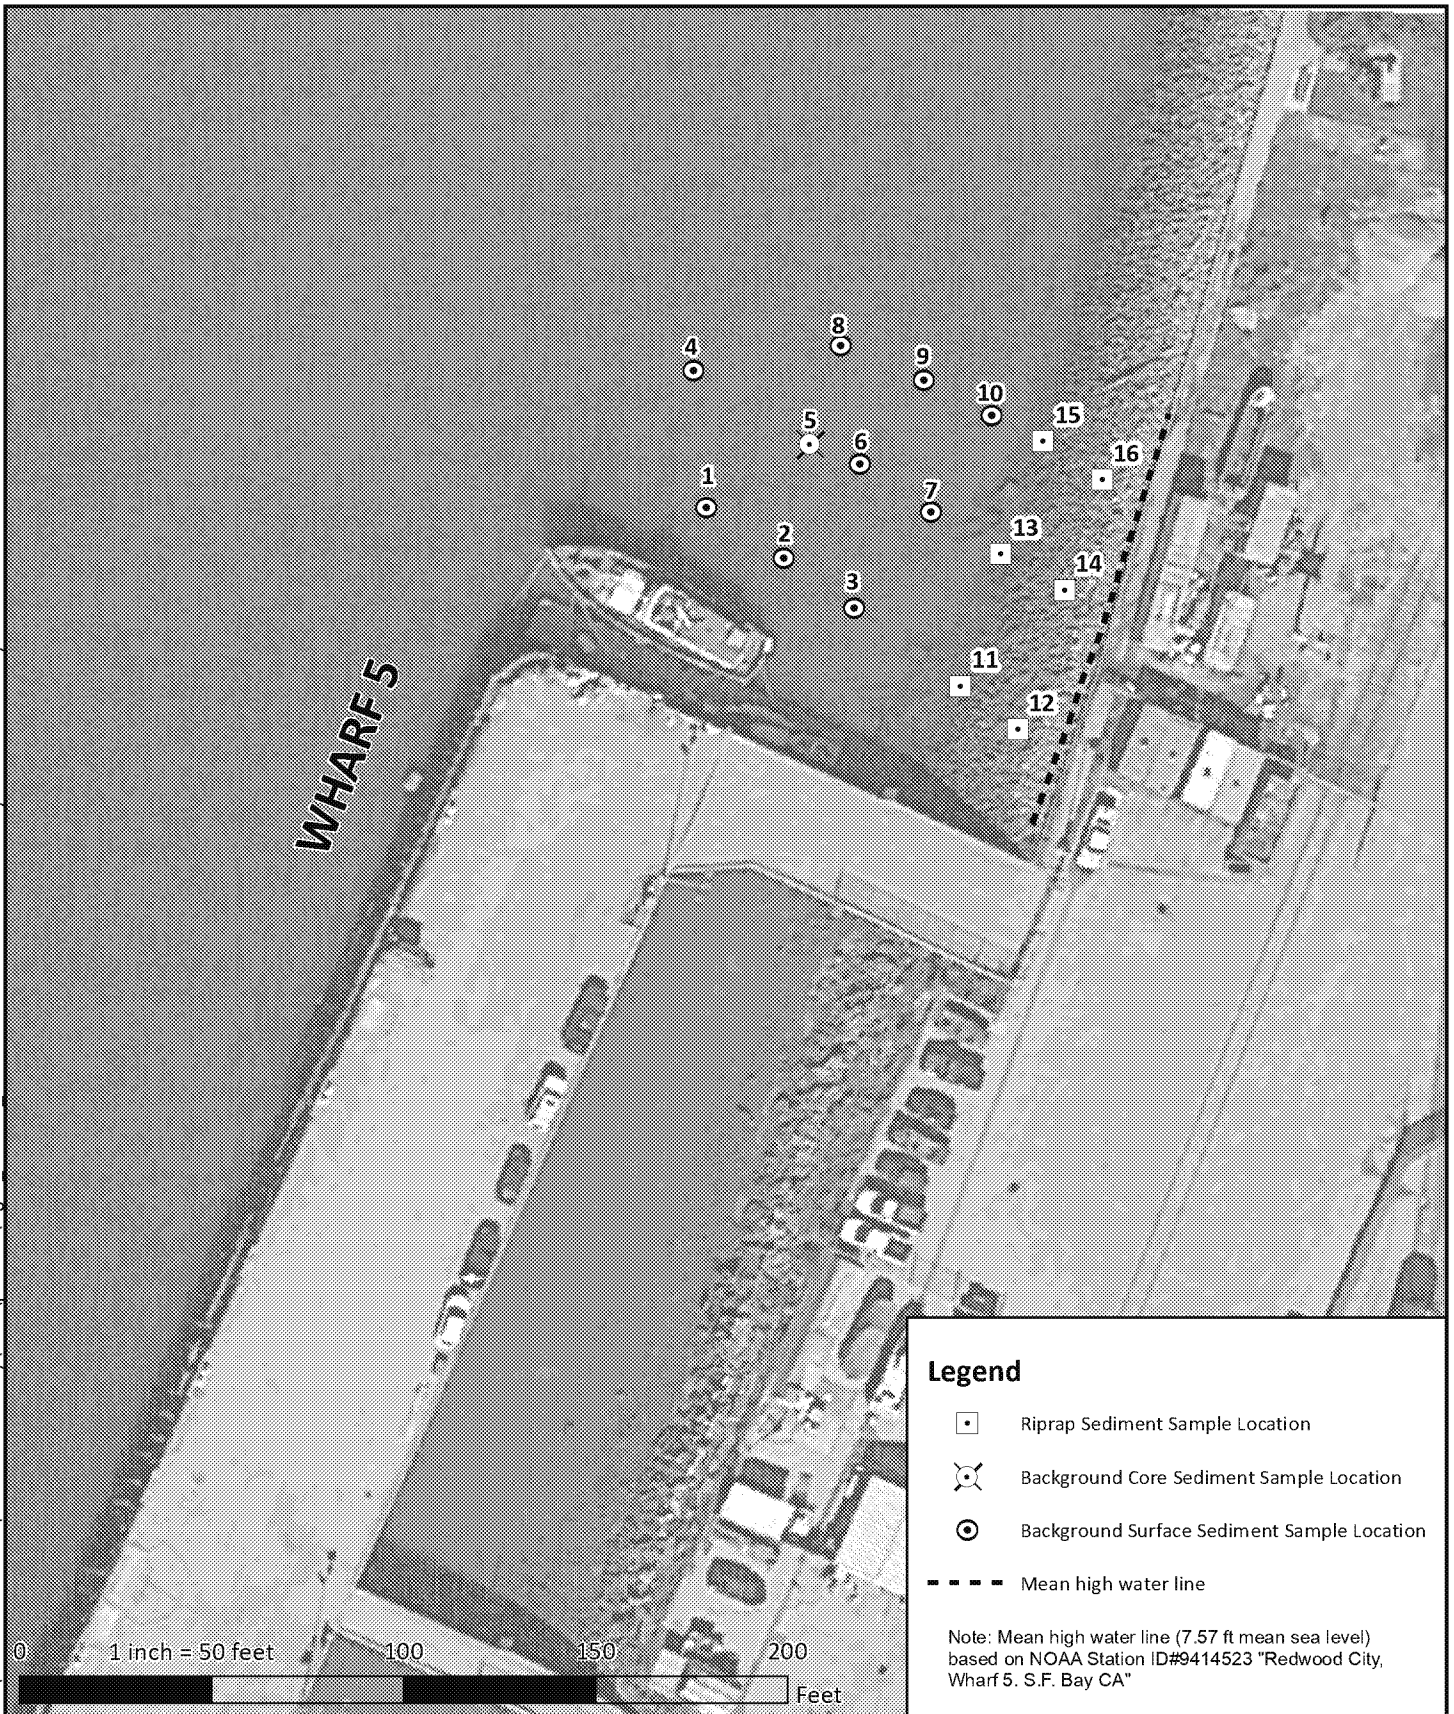 8
4
9
10
5
15
6
16
1
7
2
13
14
3
11
12
WHARF 5
Legend
Riprap Sediment Sample Location
Background Core Sediment Sample Location
Background Surface Sediment Sample Location
Mean high water line
Note: Mean high water line (7.57 ft mean sea level)
based on NOAA Station ID#9414523 "Redwood City,
Wharf 5. S.F. Bay CA"
0 1 inch = 50 feet 100 150 200
Feet